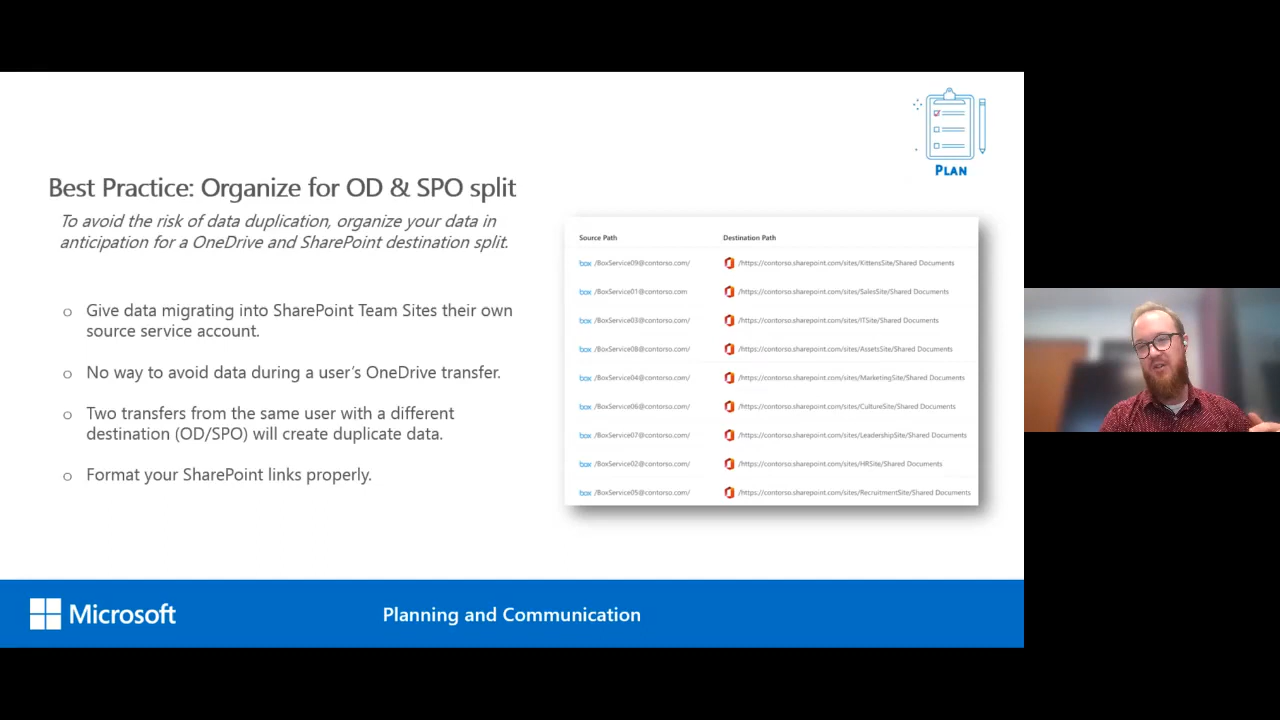 PLAN
Best Practice: Organize for OD & SPO split
To avoid the risk of data duplication, organize your data in
anticipation for a OneDrive and SharePoint destination split.
o Give data migrating into SharePoint Team Sites their own
source service account.
o No way to avoid data during a user's OneDrive transfer.
o Two transfers from the same user with a different
destination (OD/SPO) will create duplicate data.
o Format your SharePoint links properly.
Source Path Destination Path
box /BoxService09@contorso.com/ /https://contorso.sharepoint.com/sites/KittensSite/Shared Documents
box /BoxService01@contorso.com /https://contorso.sharepoint.com/sites/SalesSite/Shared Documents
box /BoxService03@contorso.com/ /https://contorso.sharepoint.com/sites/ITSite/Shared Documents
box /BoxService08@contorso.com/ /https://contorso.sharepoint.com/sites/AssetsSite/Shared Documents
box /BoxService04@contorso.com/ /https://contorso.sharepoint.com/sites/MarketingSite/Shared Documents
box /BoxService06@contorso.com/ /https://contorso.sharepoint.com/sites/CultureSite/Shared Documents
box /BoxService07@contorso.com/ /https://contorso.sharepoint.com/sites/LeadershipSite/Shared Documents
box /BoxService02@contorso.com/ /https://contorso.sharepoint.com/sites/HRSite/Shared Documents
box /BoxService05@contorso.com/ /https://contorso.sharepoint.com/sites/RecruitmentSite/Shared Documents
Microsoft
Planning and Communication